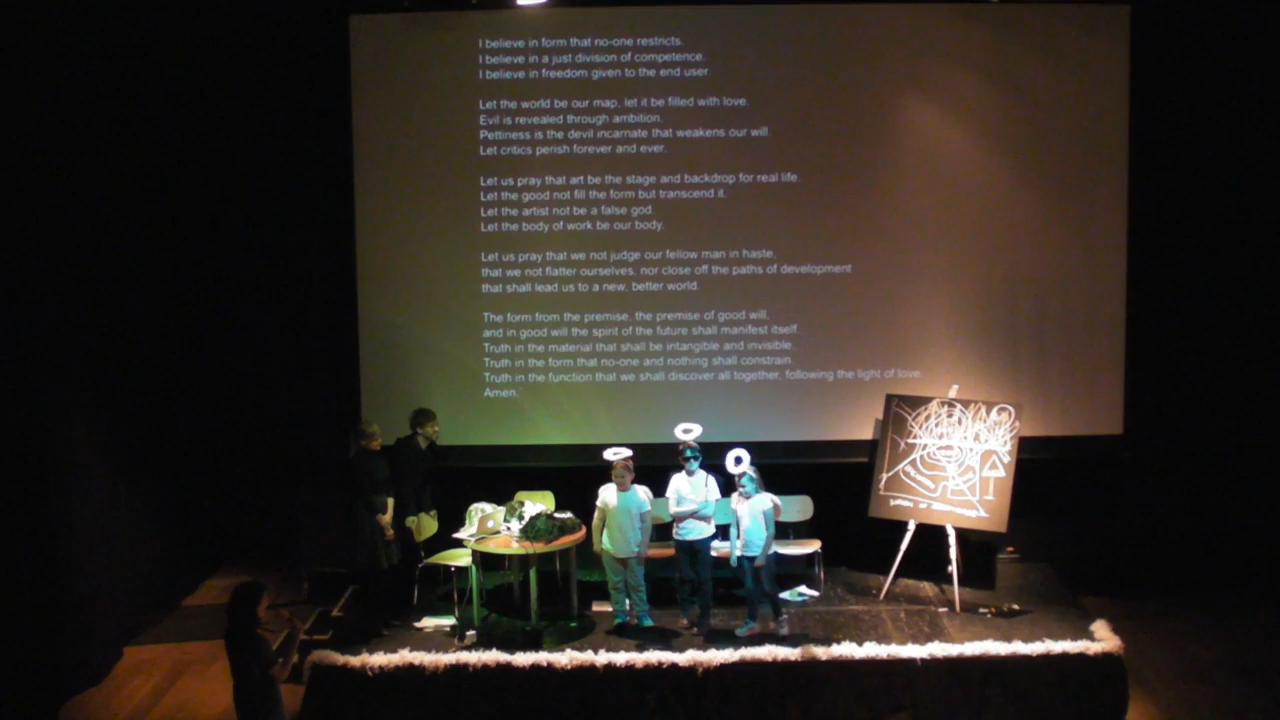 I believe in form that no-one restricts.
I believe in a just division of competence.
I believe in freedom given to the end user.
Let the world be our map, let it be filled with love.
Evil is revealed through ambition.
Pettiness is the devil incarnate that weakens our will.
Let critics perish forever and ever.
Let us pray that art be the stage and backdrop for real life.
Let the good not fill the form but transcend it.
Let the artist not be a false god.
Let the body of work be our body.
Let us pray that we not judge our fellow man in haste,
that we not flatter ourselves, nor close off the paths of development
that shall lead us to a new, better world.
The form from the premise, the premise of good will,
and in good will the spirit of the future shall manifest itself.
Truth in the material that shall be intangible and invisible.
Truth in the form that no-one and nothing shall constrain.
Truth in the function that we shall discover all together, following the light of love.
Amen.